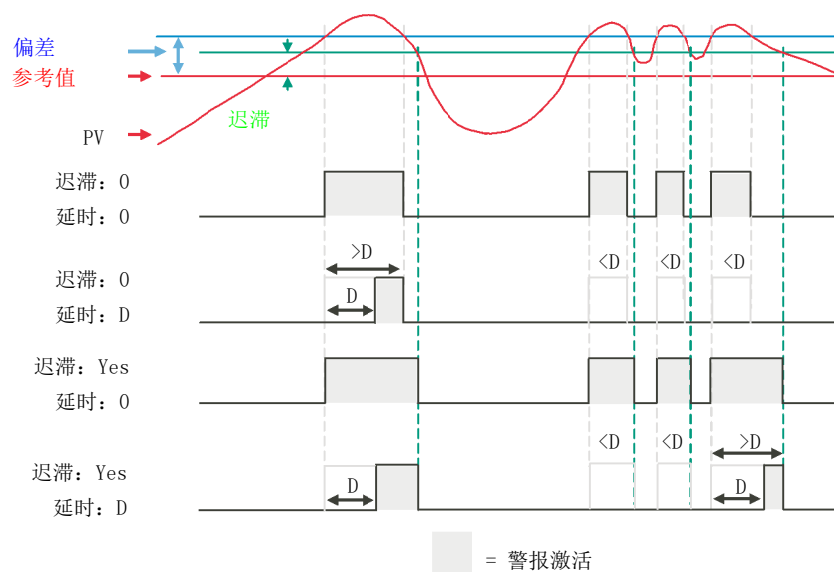 偏差
参考值
迟滞
PV
迟滞: 0
延时: 0
>D
<D <D <D
迟滞: 0
D
延时: D
迟滞: Yes
延时: 0
<D <D >D
迟滞: Yes
D D
延时: D
= 警报激活